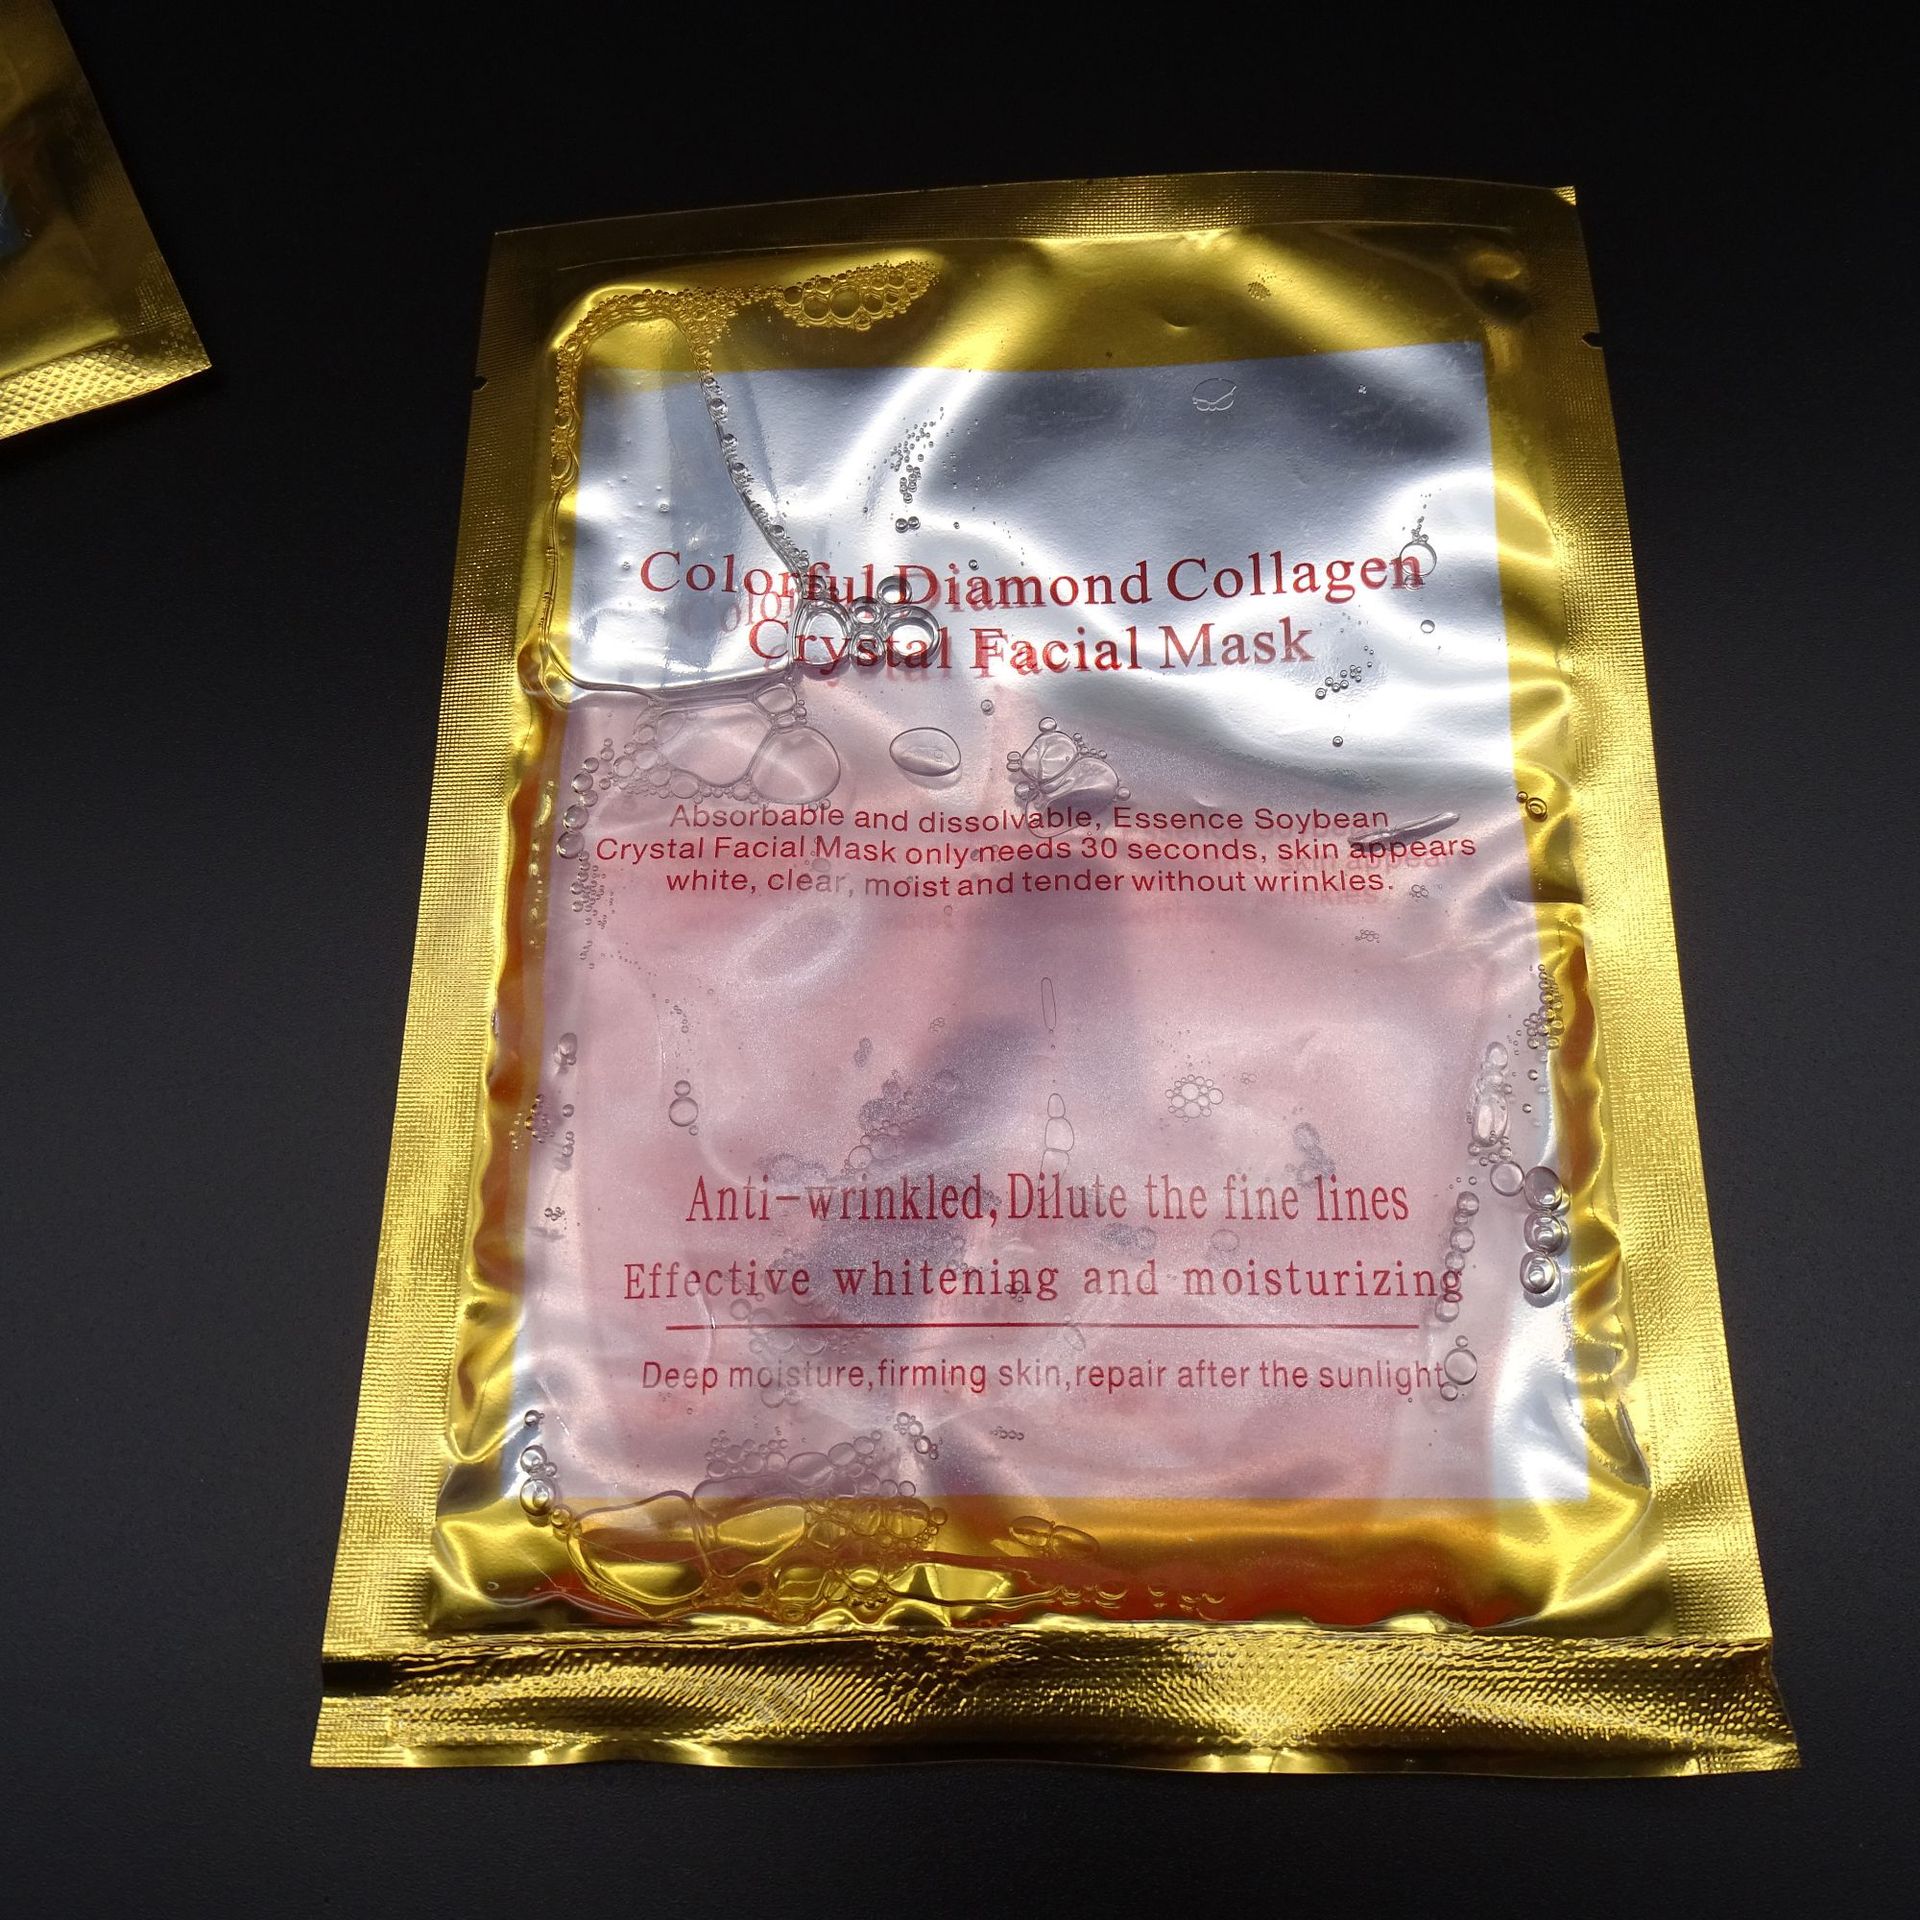 Colorful Diamond Collagen
Crystal Facial Mask
Absorbable and dissolvable, Essence Soybean
Crystal Facial Mask only needs 30 seconds, skin appears
white, clear, moist and tender without wrinkles.
Anti-wrinkled, Dilute the fine lines
Effective whitening and moisturizing
Deep moisture,firming skin,repair after the sunlight